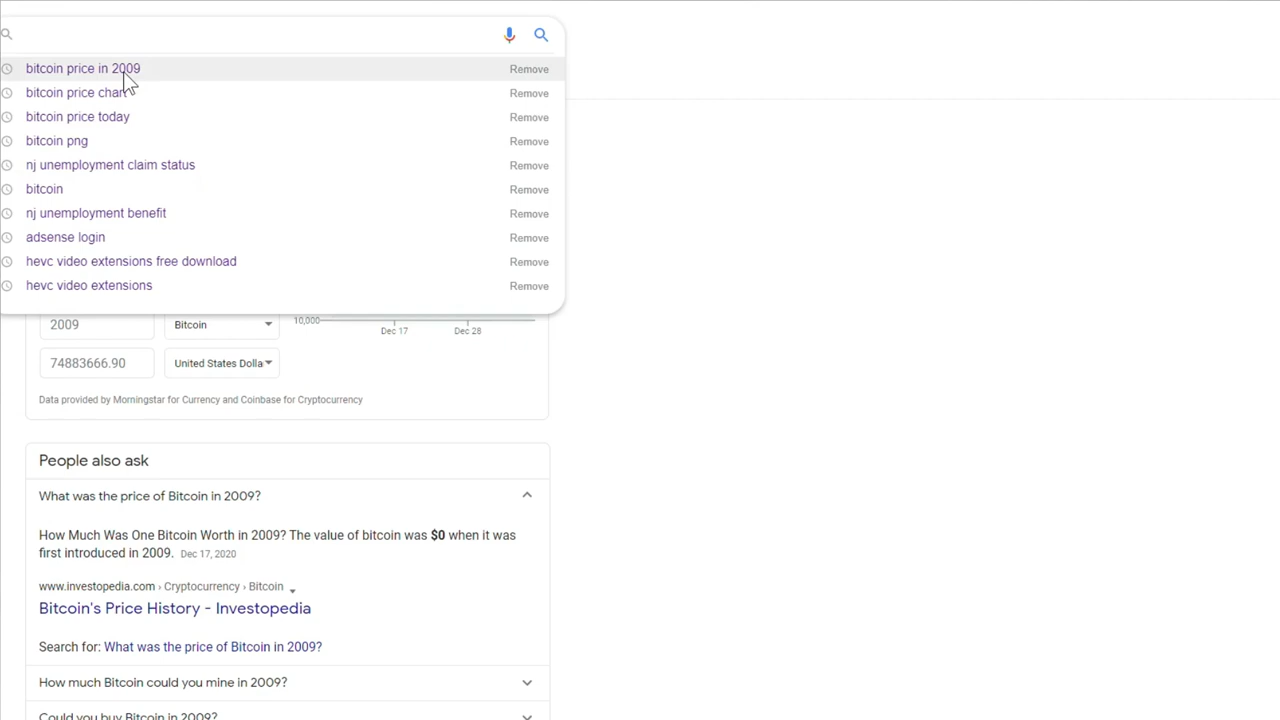 bitcoin price in 2009 Remove
bitcoin price chart Remove
bitcoin price today Remove
bitcoin png Remove
nj unemployment claim status Remove
bitcoin Remove
nj unemployment benefit Remove
adsense login Remove
hevc video extensions free download Remove
hevc video extensions Remove
2009 Bitcoin 10,000 Dec 17 Dec 28
74883666.90 United States Dolla
Data provided by Morningstar for Currency and Coinbase for Cryptocurrency
People also ask
What was the price of Bitcoin in 2009?
How Much Was One Bitcoin Worth in 2009? The value of bitcoin was $0 when it was
first introduced in 2009. Dec 17, 2020
www.investopedia.com › Cryptocurrency › Bitcoin
Bitcoin's Price History - Investopedia
Search for: What was the price of Bitcoin in 2009?
How much Bitcoin could you mine in 2009?
Could you buy Bitcoin in 2009?